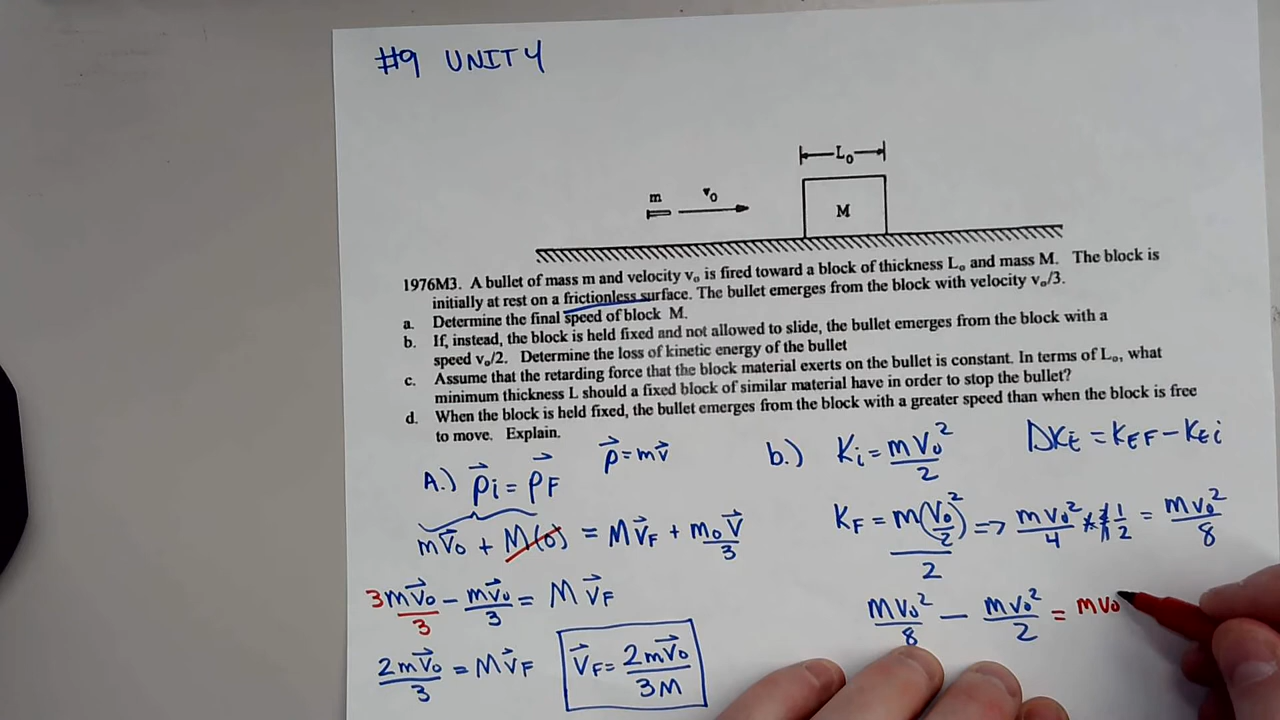 #9 UNIT 4
L₀
m v₀
M
1976M3. A bullet of mass m and velocity v₀ is fired toward a block of thickness L₀ and mass M. The block is
initially at rest on a frictionless surface. The bullet emerges from the block with velocity v₀/3.
a. Determine the final speed of block M.
b. If, instead, the block is held fixed and not allowed to slide, the bullet emerges from the block with a
speed v₀/2. Determine the loss of kinetic energy of the bullet
c. Assume that the retarding force that the block material exerts on the bullet is constant. In terms of L₀, what
minimum thickness L should a fixed block of similar material have in order to stop the bullet?
d. When the block is held fixed, the bullet emerges from the block with a greater speed than when the block is free
to move. Explain.
A.) p⃗i = p⃗F
p⃗ = mv⃗
mv⃗₀ + M(0) = Mv⃗F + m₀v⃗/3
3mv⃗₀/3 - mv⃗₀/3 = Mv⃗F
2mv⃗₀/3 = Mv⃗F
v⃗F = 2mv⃗₀/3M
b.) Ki = mv₀²/2
ΔKE = KEF - KEi
KF = m(v₀/2)²/2 => mv₀²/4 * 1/2 = mv₀²/8
mv₀²/8 - mv₀²/2 = mv₀